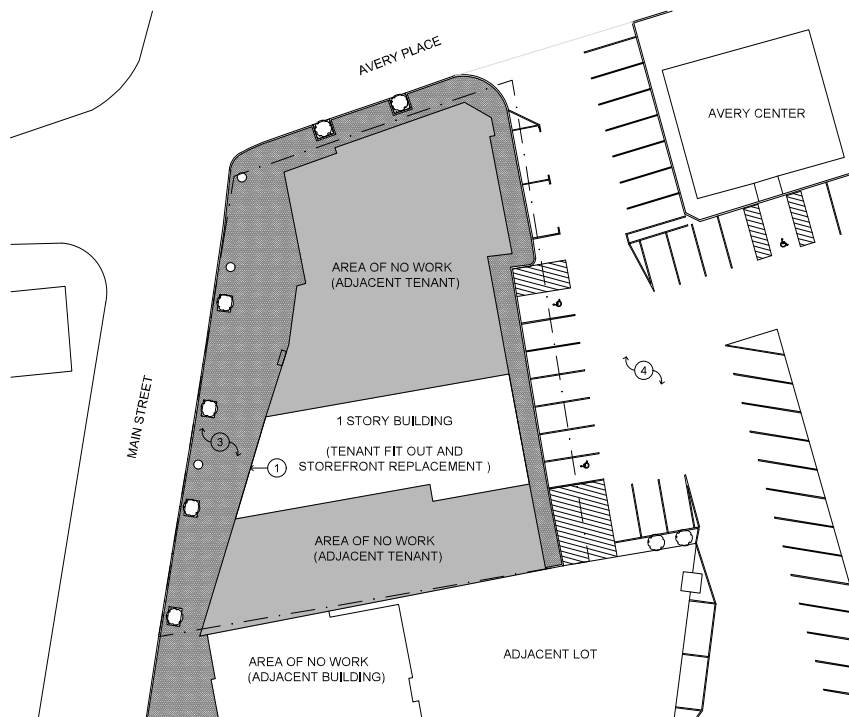 AVERY PLACE
AVERY CENTER
AREA OF NO WORK
(ADJACENT TENANT)
MAIN STREET
4
1 STORY BUILDING
(TENANT FIT OUT AND
STOREFRONT REPLACEMENT )
3
1
AREA OF NO WORK
(ADJACENT TENANT)
AREA OF NO WORK
(ADJACENT BUILDING)
ADJACENT LOT